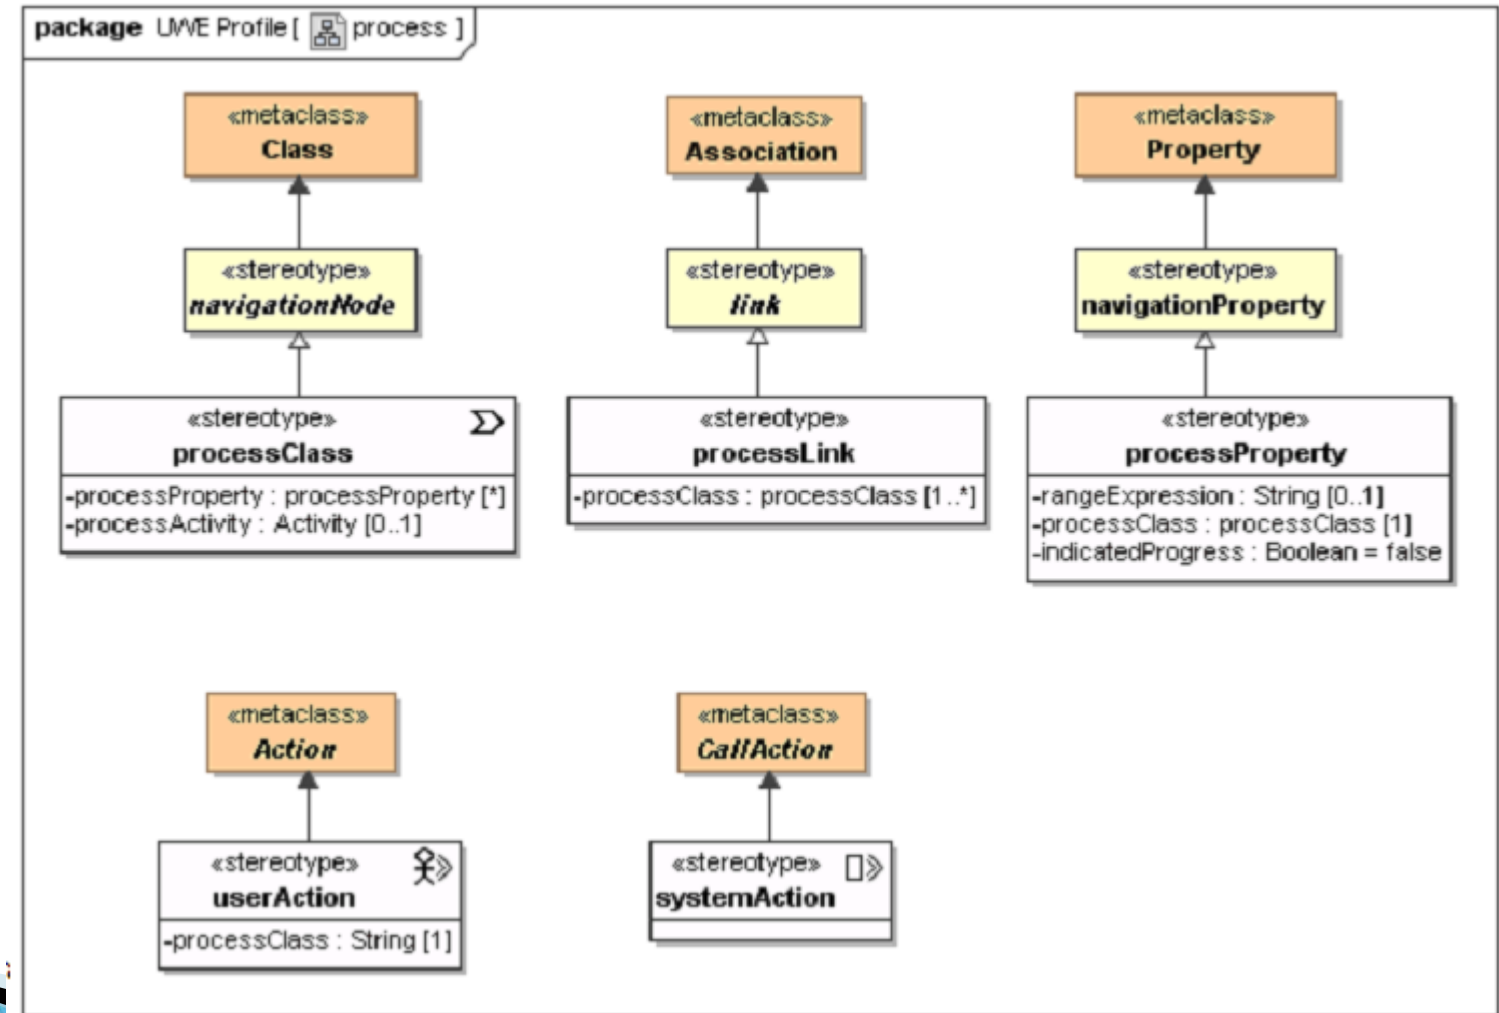 package UWE Profile [ process ]
«metaclass»
Class
«metaclass»
Association
«metaclass»
Property
«stereotype»
navigationNode
«stereotype»
link
«stereotype»
navigationProperty
«stereotype»
processClass
-processProperty : processProperty [*]
-processActivity : Activity [0..1]
«stereotype»
processLink
-processClass : processClass [1..*]
«stereotype»
processProperty
-rangeExpression : String [0..1]
-processClass : processClass [1]
-indicatedProgress : Boolean = false
«metaclass»
Action
«metaclass»
CallAction
«stereotype»
userAction
-processClass : String [1]
«stereotype»
systemAction